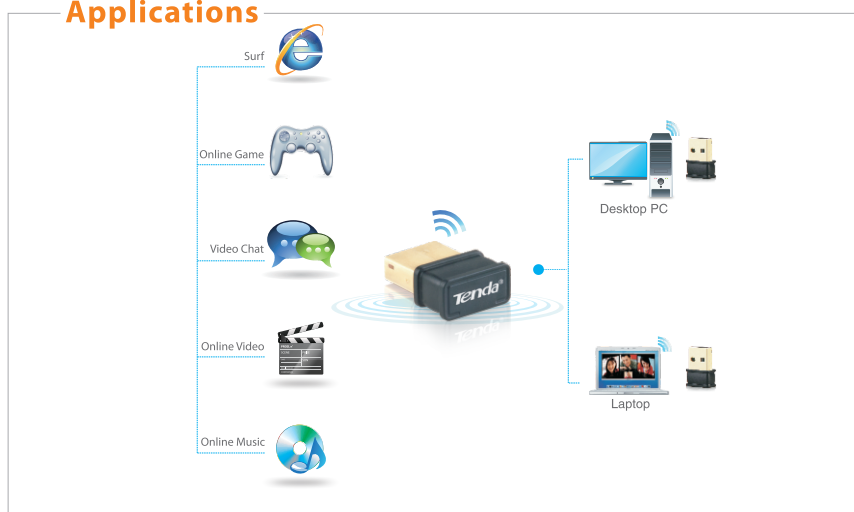 Applications
Surf
Online Game
Video Chat
Online Video
Online Music
Tenda®
Desktop PC
Laptop